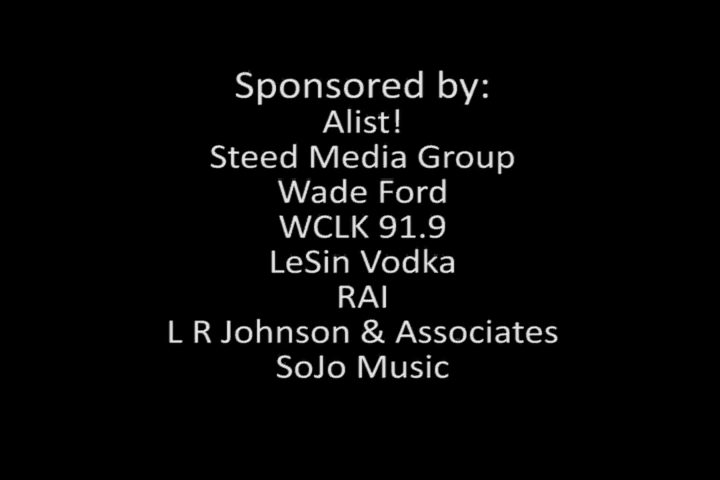 Sponsored by:
Alist!
Steed Media Group
Wade Ford
WCLK 91.9
LeSin Vodka
RAI
L R Johnson & Associates
SoJo Music